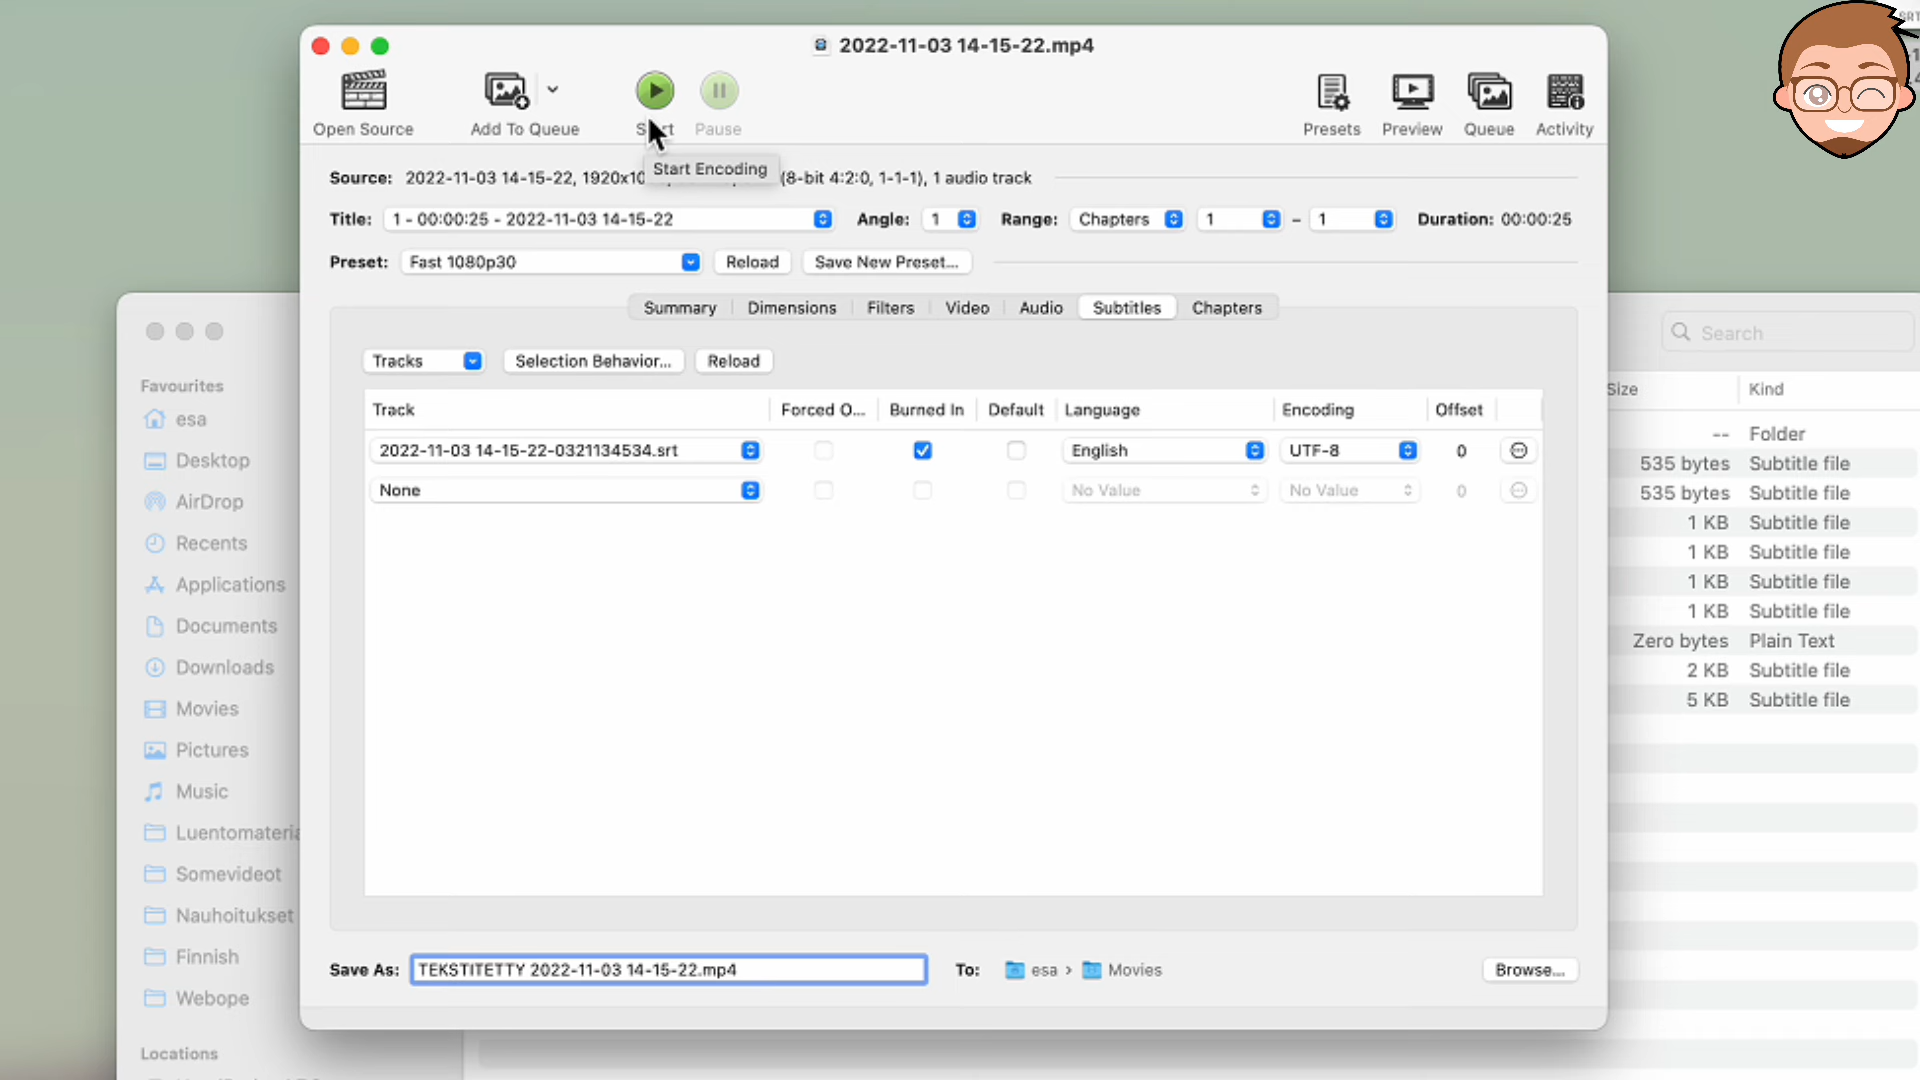 2022-11-03 14-15-22.mp4
Open Source
Add To Queue
Pause
Presets
Preview
Queue
Activity
Start Encoding
Source: 2022-11-03 14-15-22, (8-bit 4:2:0, 1-1-1), 1 audio track
Title: 1 - 00:00:25 - 2022-11-03 14-15-22 Angle: 1 Range: Chapters 1 - 1 Duration: 00:00:25
Preset: Fast 1080p30 Reload Save New Preset...
Summary Dimensions Filters Video Audio Subtitles Chapters
Tracks Selection Behavior... Reload
Track Forced O... Burned In Default Language Encoding Offset
2022-11-03 14-15-22-0321134534.srt English UTF-8 0
None No Value No Value 0
Save As: TEKSTITETTY 2022-11-03 14-15-22.mp4 To: esa › Movies Browse...
Favourites
esa
Desktop
AirDrop
Recents
Applications
Documents
Downloads
Movies
Pictures
Music
Somevideot
Nauhoitukset
Finnish
Webope
Locations
Search
Size Kind
-- Folder
535 bytes Subtitle file
535 bytes Subtitle file
1 KB Subtitle file
1 KB Subtitle file
1 KB Subtitle file
1 KB Subtitle file
Zero bytes Plain Text
2 KB Subtitle file
5 KB Subtitle file